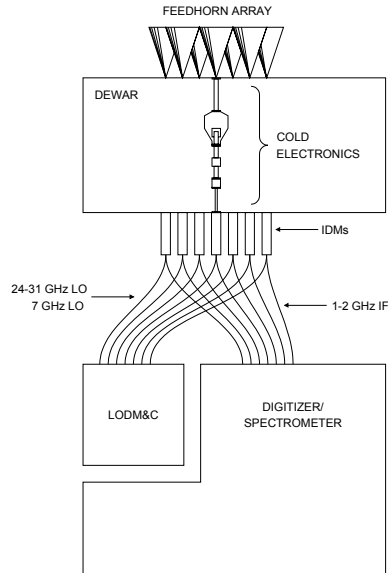 FEEDHORN ARRAY
DEWAR
COLD
ELECTRONICS
IDMs
24-31 GHz LO
7 GHz LO
1-2 GHz IF
LODM&C
DIGITIZER/
SPECTROMETER